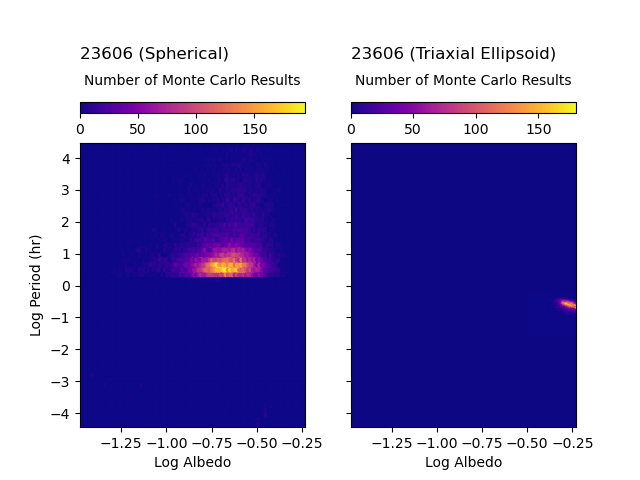 23606 (Spherical)
Number of Monte Carlo Results
0 50 100 150
4
3
2
1
0
−1
−2
−3
−4
Log Period (hr)
−1.25 −1.00 −0.75 −0.50 −0.25
Log Albedo
23606 (Triaxial Ellipsoid)
Number of Monte Carlo Results
0 50 100 150
−1.25 −1.00 −0.75 −0.50 −0.25
Log Albedo